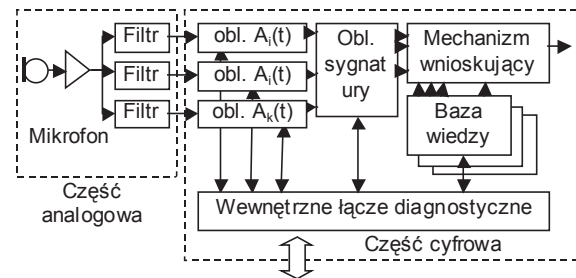 Filtr
Filtr
Filtr
Mikrofon
Część
analogowa
obl. Ai(t)
obl. Ai(t)
obl. Ak(t)
Obl.
sygnat
ury
Mechanizm
wnioskujący
Baza
wiedzy
Wewnętrzne łącze diagnostyczne
Część cyfrowa